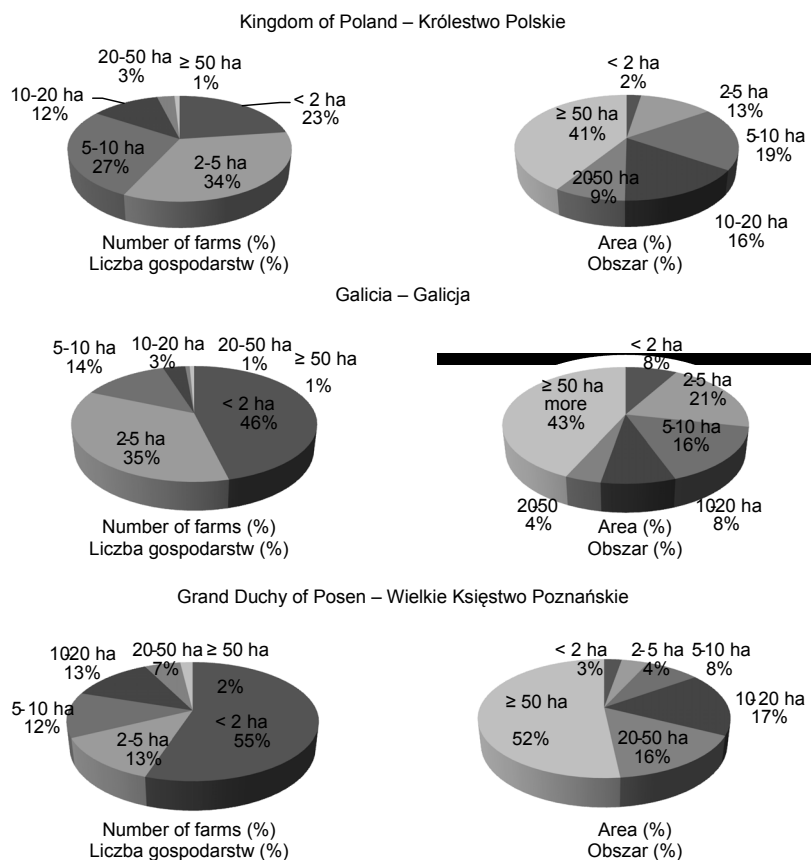 Kingdom of Poland – Królestwo Polskie
20-50 ha
3%
≥ 50 ha
1%
10-20 ha
12%
< 2 ha
23%
5-10 ha
27%
2-5 ha
34%
Number of farms (%)
Liczba gospodarstw (%)
< 2 ha
2%
2-5 ha
13%
≥ 50 ha
41%
5-10 ha
19%
20-50 ha
9%
10-20 ha
16%
Area (%)
Obszar (%)
Galicia – Galicja
5-10 ha
14%
10-20 ha
3%
20-50 ha
1%
≥ 50 ha
1%
< 2 ha
46%
2-5 ha
35%
Number of farms (%)
Liczba gospodarstw (%)
< 2 ha
8%
2-5 ha
21%
≥ 50 ha
more
43%
5-10 ha
16%
20-50
4%
10-20 ha
8%
Area (%)
Obszar (%)
Grand Duchy of Posen – Wielkie Księstwo Poznańskie
10-20 ha
13%
20-50 ha
7%
≥ 50 ha
2%
5-10 ha
12%
< 2 ha
55%
2-5 ha
13%
Number of farms (%)
Liczba gospodarstw (%)
< 2 ha
3%
2-5 ha
4%
5-10 ha
8%
≥ 50 ha
52%
10-20 ha
17%
20-50 ha
16%
Area (%)
Obszar (%)